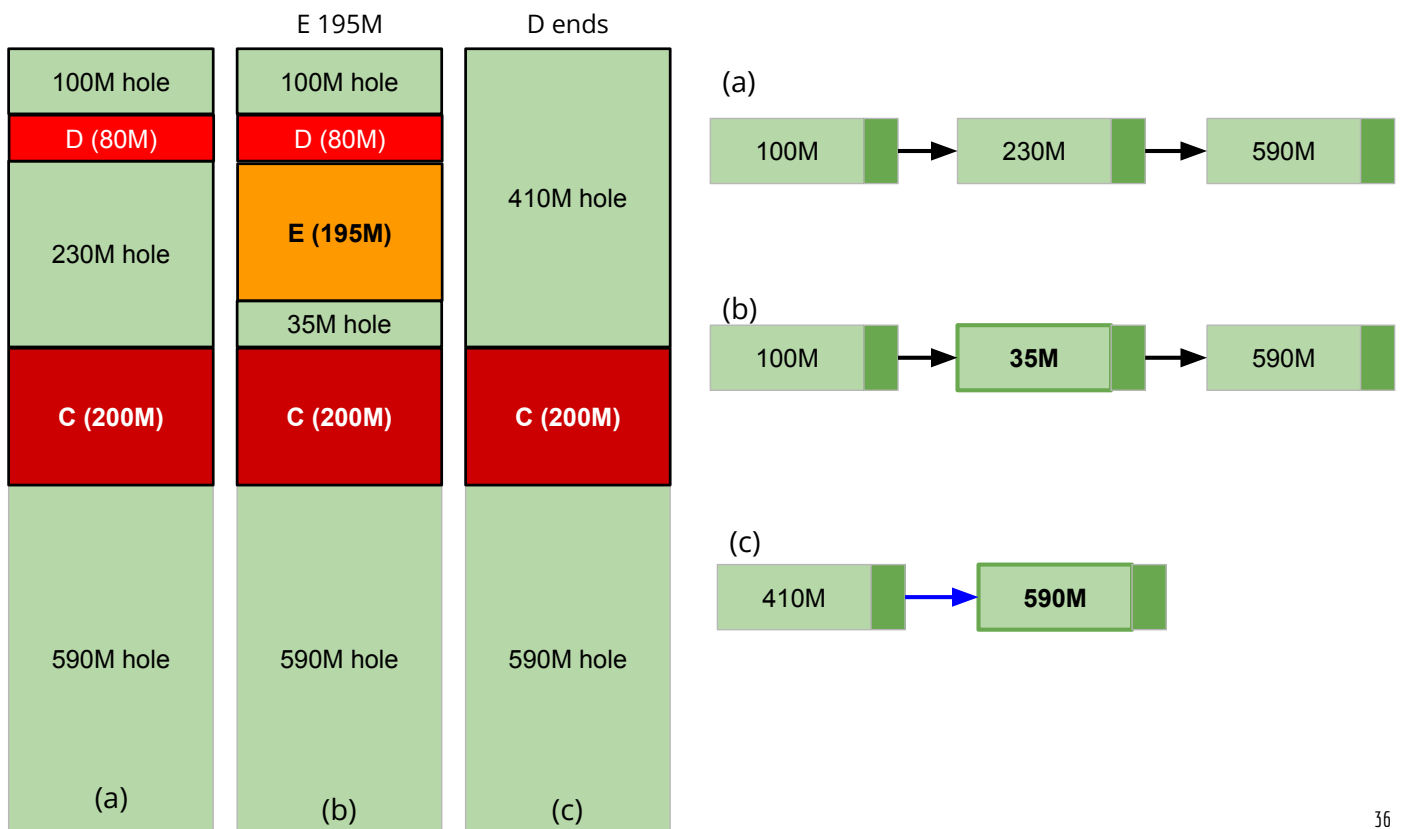 E 195M
D ends
100M hole
D (80M)
230M hole
C (200M)
590M hole
(a)
100M hole
D (80M)
E (195M)
35M hole
C (200M)
590M hole
(b)
410M hole
C (200M)
590M hole
(c)
(a)
100M
230M
590M
(b)
100M
35M
590M
(c)
410M
590M
36